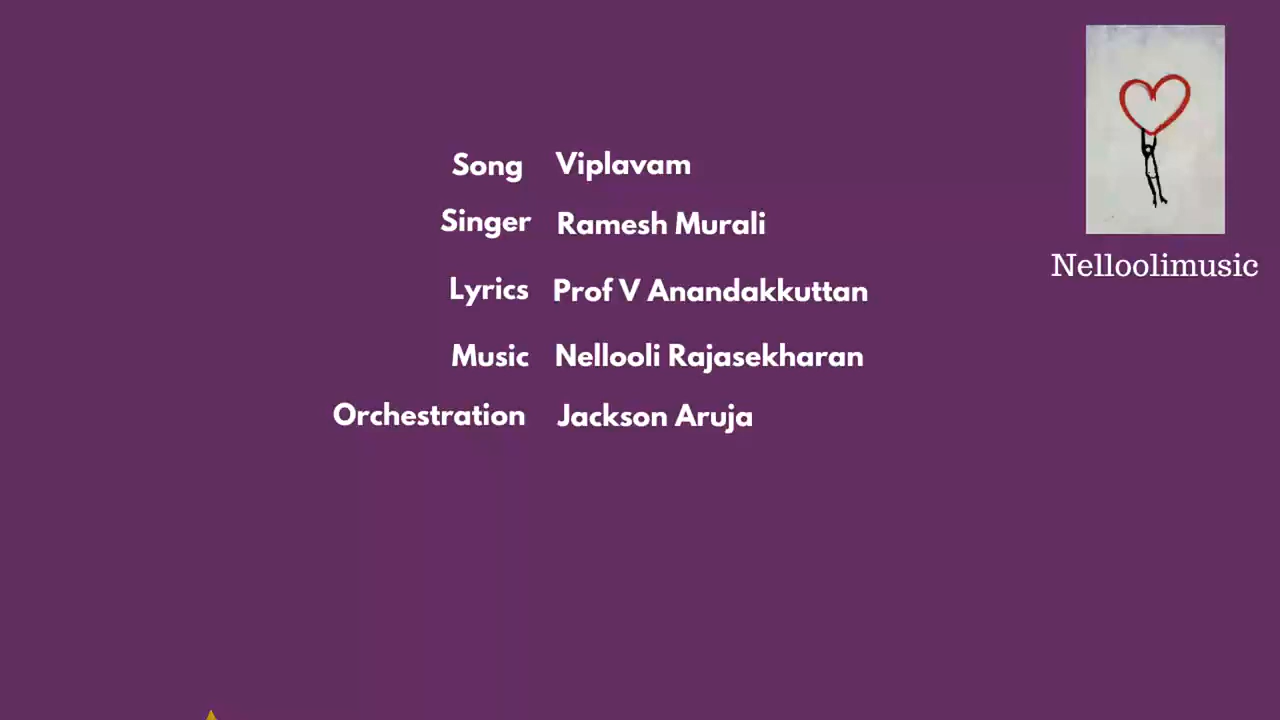 Song Viplavam
Singer Ramesh Murali
Lyrics Prof V Anandakkuttan
Music Nellooli Rajasekharan
Orchestration Jackson Aruja
Nelloolimusic